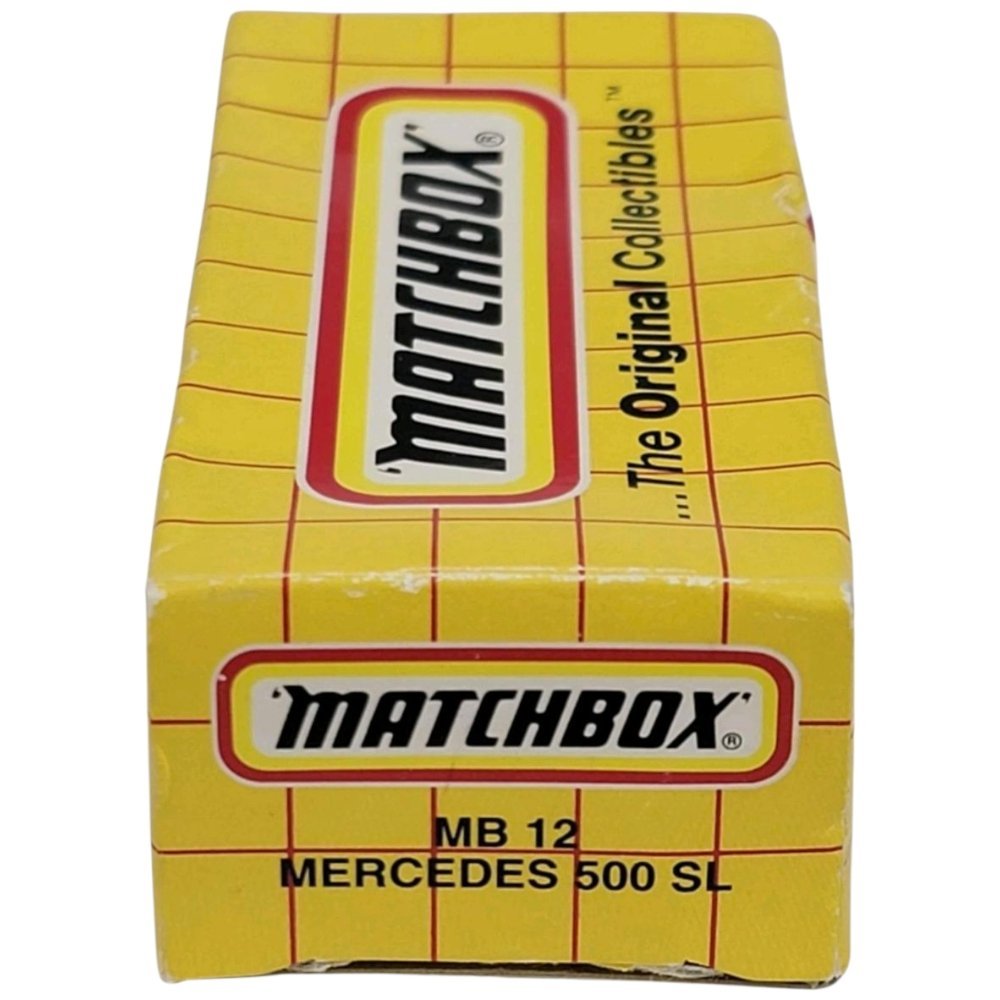 'MATCHBOX'®
...The Original Collectibles™
'MATCHBOX'®
MB 12
MERCEDES 500 SL